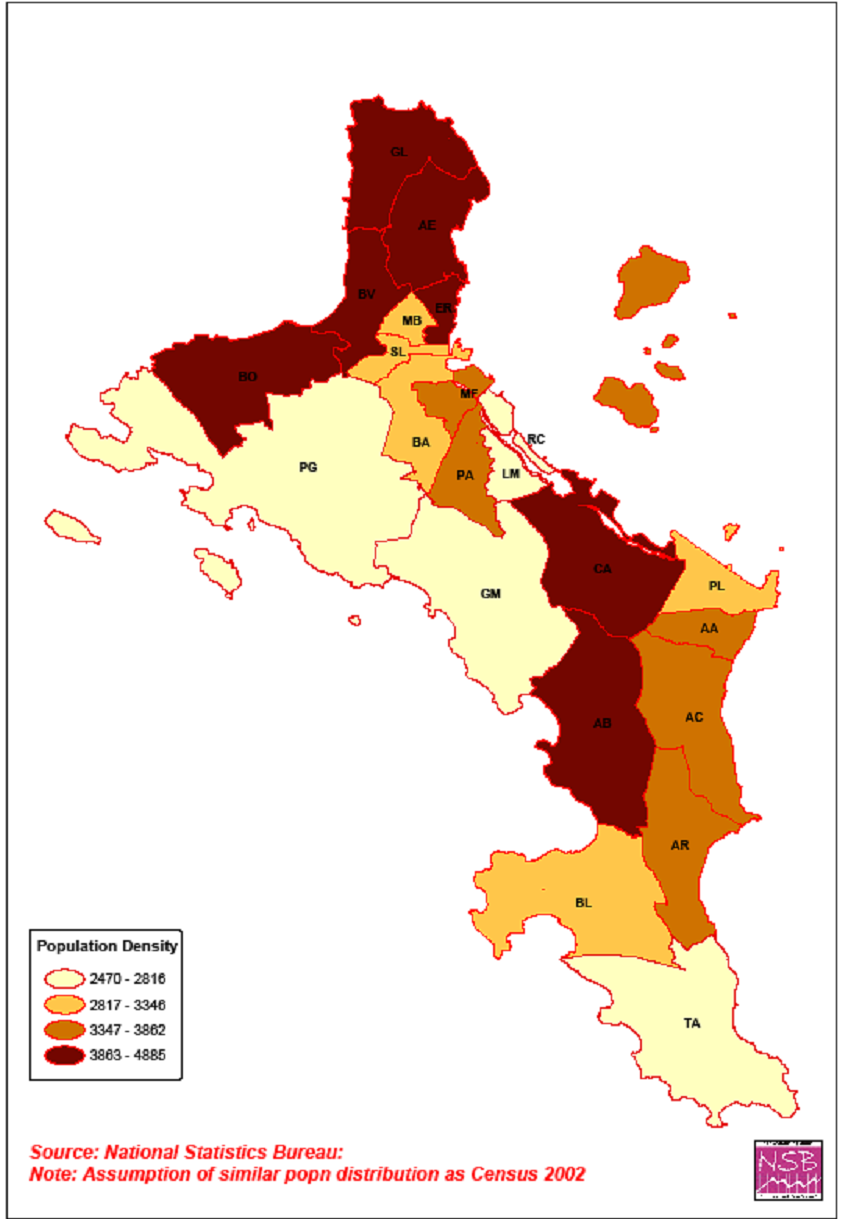 GL
AE
BV
ER
MB
SL
BO
MF
RC
BA
PG
PA
LM
CA
GM
PL
AA
AC
AB
AR
BL
TA
Population Density
2470 - 2816
2817 - 3346
3347 - 3862
3863 - 4885
Source: National Statistics Bureau:
Note: Assumption of similar popn distribution as Census 2002
NSB